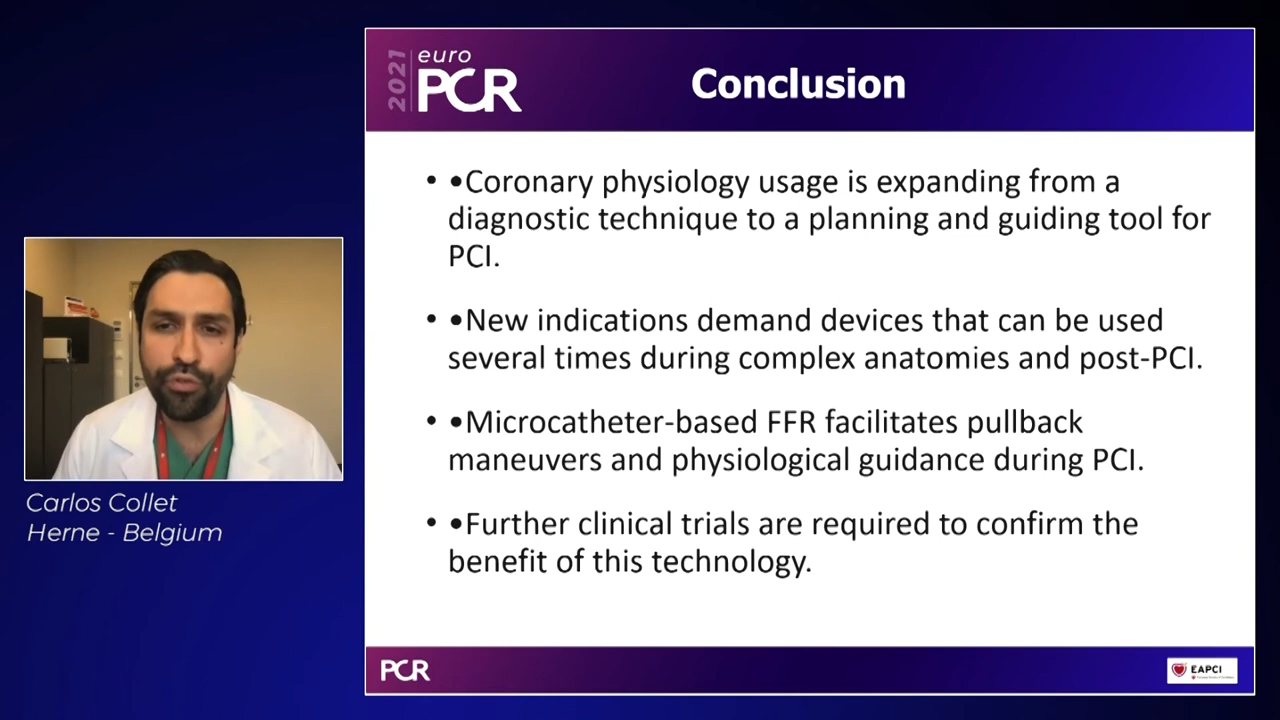 2021
euro
PCR
Conclusion
• •Coronary physiology usage is expanding from a
diagnostic technique to a planning and guiding tool for
PCI.
• •New indications demand devices that can be used
several times during complex anatomies and post-PCI.
• •Microcatheter-based FFR facilitates pullback
maneuvers and physiological guidance during PCI.
• •Further clinical trials are required to confirm the
benefit of this technology.
Carlos Collet
Herne - Belgium
PCR
EAPCI